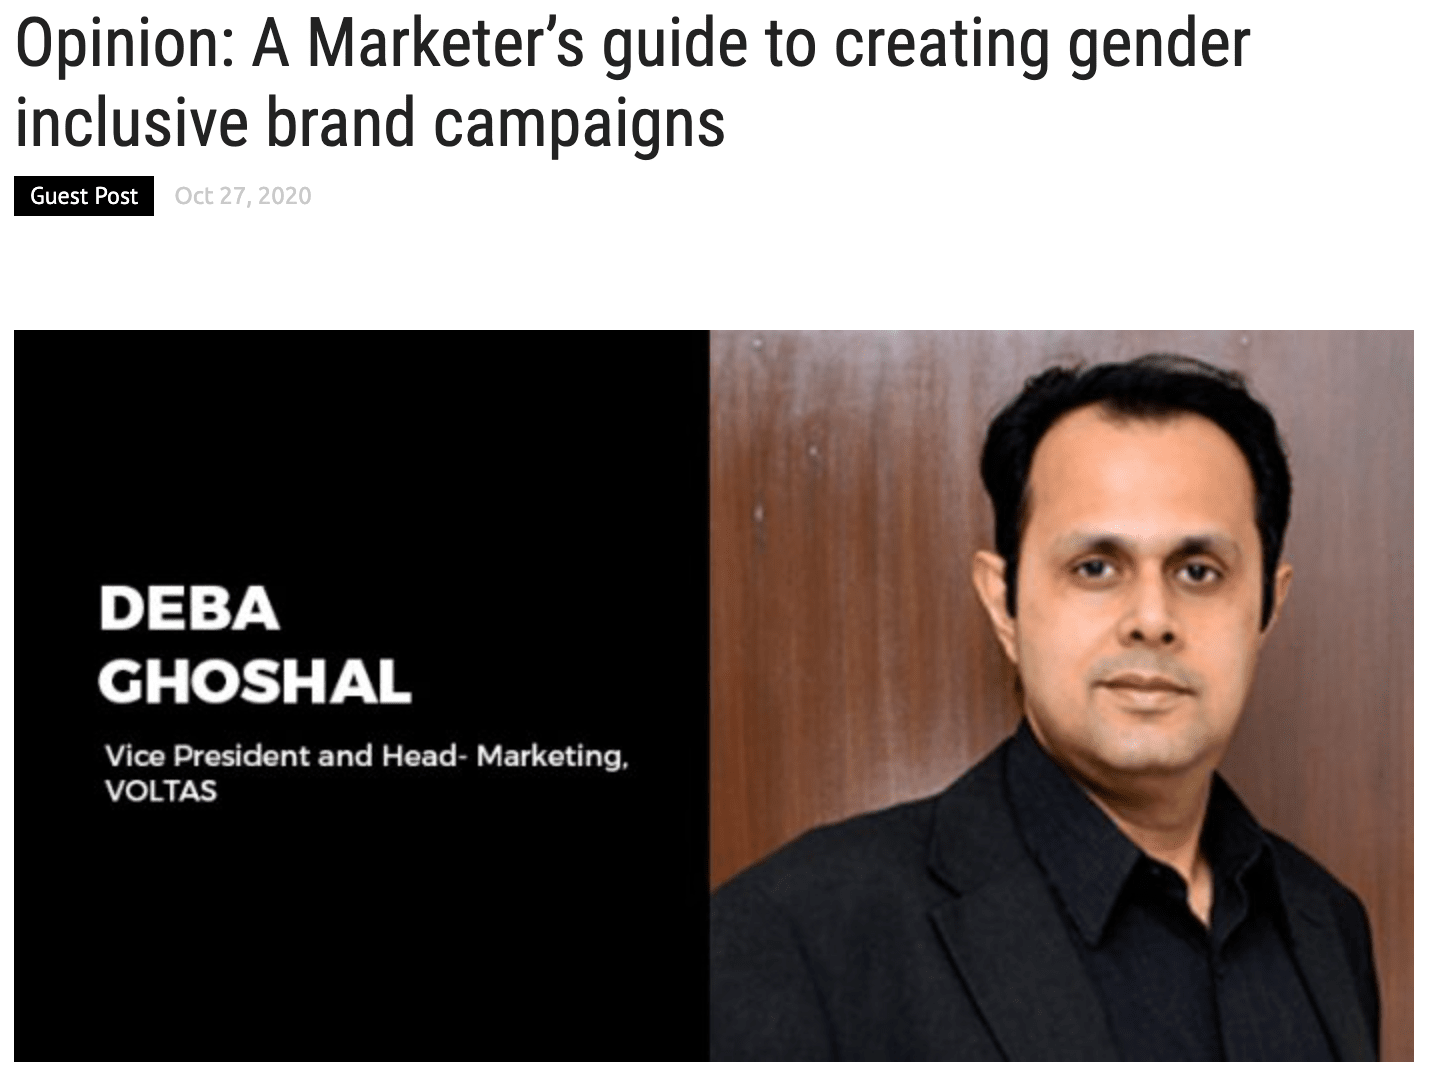 Opinion: A Marketer’s guide to creating gender
inclusive brand campaigns
Guest Post
Oct 27, 2020
DEBA
GHOSHAL
Vice President and Head- Marketing,
VOLTAS